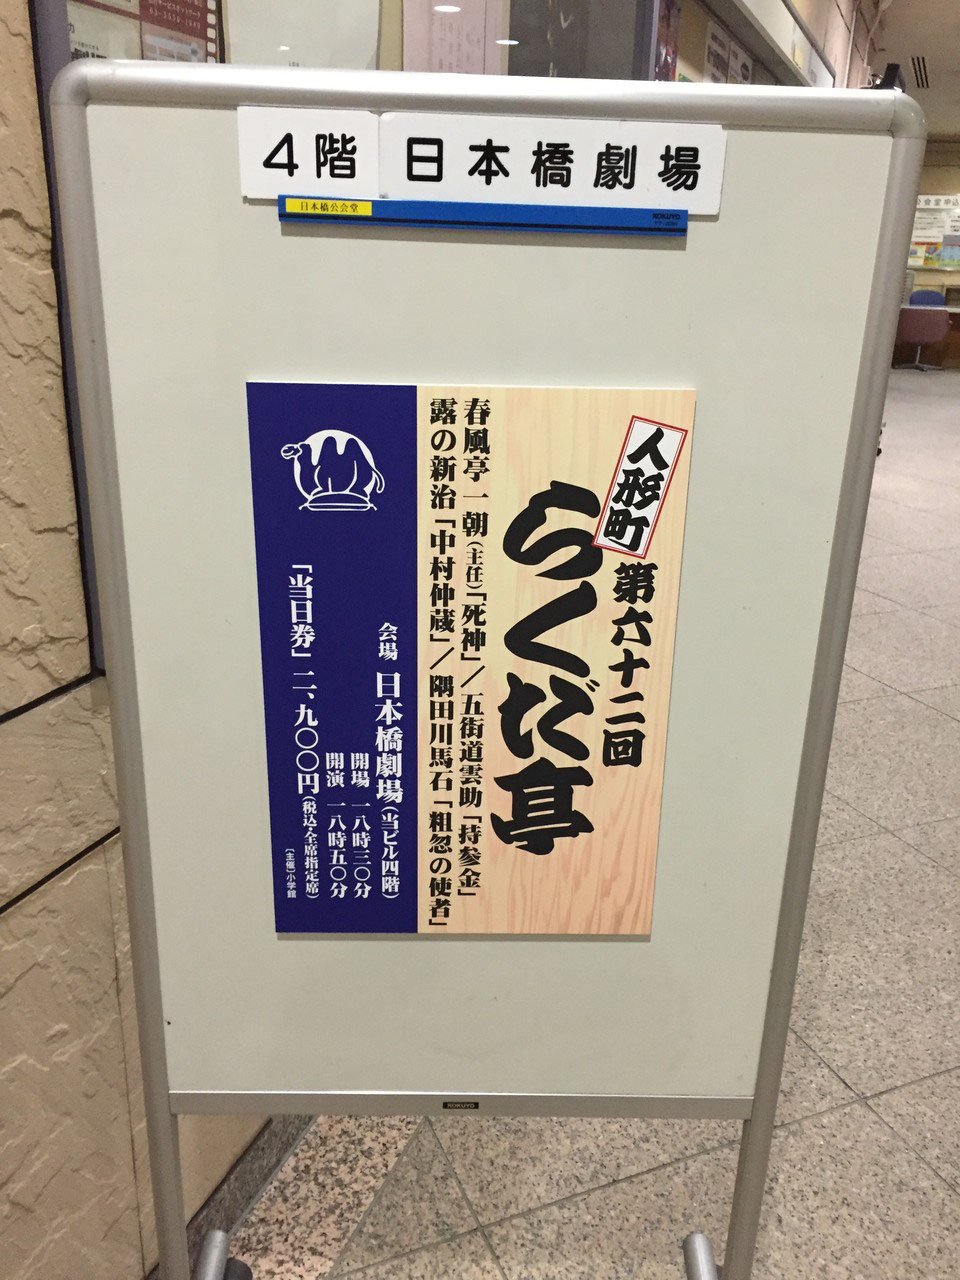 4階 日本橋劇場
日本橋公会堂
KOKUYO
人形町
らくだ亭
第六十二回
春風亭一朝(主任)「死神」／五街道雲助「持参金」
露の新治「中村仲蔵」／隅田川馬石「粗忽の使者」
会場 日本橋劇場(当ビル四階)
開場 一八時三〇分
開演 一八時五〇分
「当日券」二、九〇〇円(税込・全席指定席)
〔主催〕小学館
KOKUYO